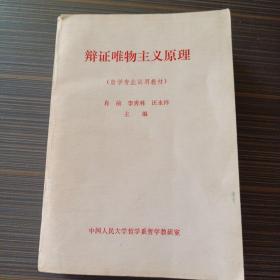 辩证唯物主义原理
（哲学专业试用教材）
肖前 李秀林 汪永祥
主编
中国人民大学哲学系哲学教研室